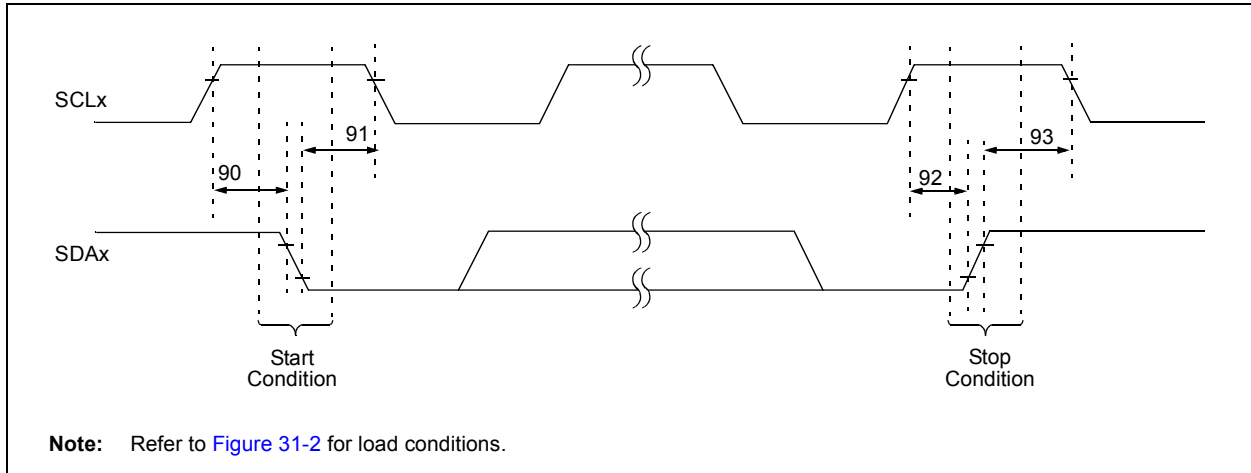 SCLx
91
93
90
92
SDAx
Start
Condition
Stop
Condition
Note: Refer to Figure 31-2 for load conditions.